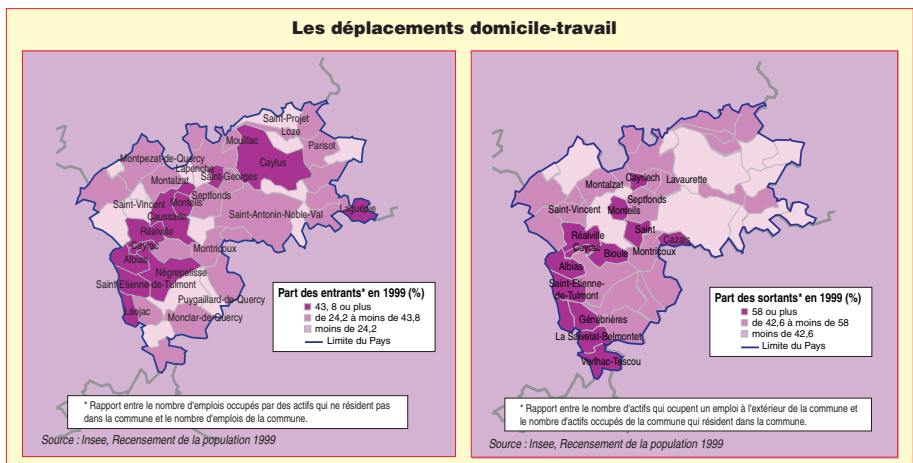 Les déplacements domicile-travail
Saint-Projet
Loze
Mouillac
Parisot
Montpezat-de-Quercy
Caylus
Lapenche
Saint-Georges
Montalzat
Septfonds
Saint-Vincent
Monteils
Saint-Antonin-Noble-Val
Laguépie
Caussade
Réalville
Cayrac
Montricoux
Albias
Nègrepelisse
Saint-Etienne-de-Tulmont
Puygaillard-de-Quercy
Léojac
Monclar-de-Quercy
Part des entrants* en 1999 (%)
43, 8 ou plus
de 24,2 à moins de 43,8
moins de 24,2
Limite du Pays
* Rapport entre le nombre d'emplois occupés par des actifs qui ne résident pas
dans la commune et le nombre d'emplois de la commune.
Source : Insee, Recensement de la population 1999
Cayriech
Lavaurette
Montalzat
Septfonds
Saint-Vincent
Monteils
Réalville
Saint
Cazals
Cayrac
Bioule
Montricoux
Albias
Saint-Etienne-
de-Tulmont
Génébrières
La Salvetat-Belmontet
Verlhac-Tescou
Part des sortants* en 1999 (%)
58 ou plus
de 42,6 à moins de 58
moins de 42,6
Limite du Pays
* Rapport entre le nombre d'actifs qui ocupent un emploi à l'extérieur de la commune et
le nombre d'actifs occupés de la commune qui résident dans la commune.
Source : Insee, Recensement de la population 1999